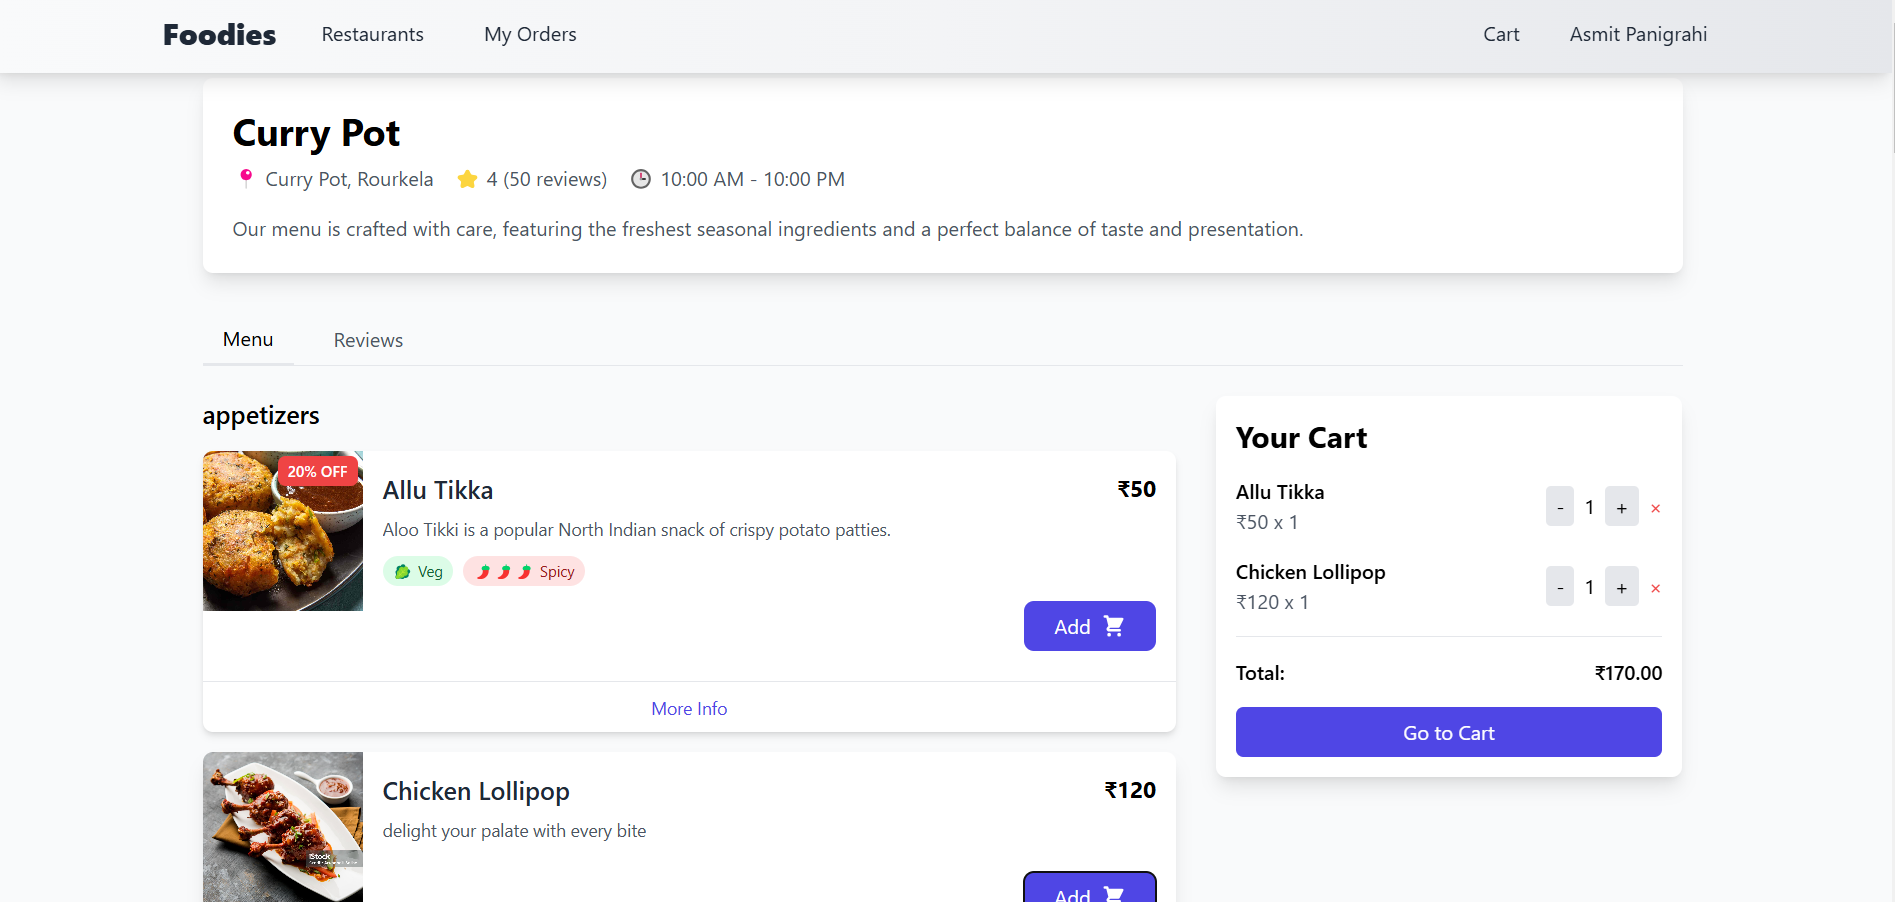 Foodies Restaurants My Orders Cart Asmit Panigrahi
Curry Pot
Curry Pot, Rourkela 4 (50 reviews) 10:00 AM - 10:00 PM
Our menu is crafted with care, featuring the freshest seasonal ingredients and a perfect balance of taste and presentation.
Menu Reviews
appetizers
20% OFF
Allu Tikka ₹50
Aloo Tikki is a popular North Indian snack of crispy potato patties.
Veg Spicy
Add
More Info
Chicken Lollipop ₹120
delight your palate with every bite
iStock
Add
Your Cart
Allu Tikka
₹50 x 1
- 1 + ×
Chicken Lollipop
₹120 x 1
- 1 + ×
Total: ₹170.00
Go to Cart